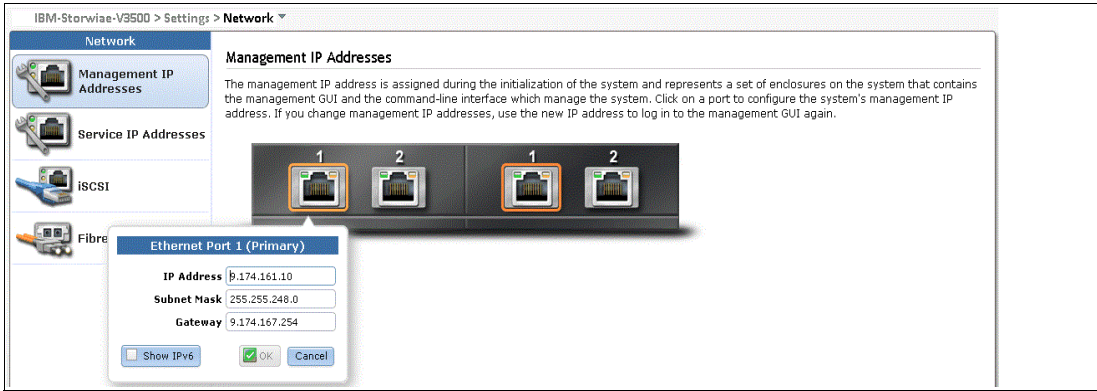 IBM-Storwiae-V3500 > Settings > Network
Network
Management IP
Addresses
Service IP Addresses
iSCSI
Fibre
Management IP Addresses
The management IP address is assigned during the initialization of the system and represents a set of enclosures on the system that contains
the management GUI and the command-line interface which manage the system. Click on a port to configure the system's management IP
address. If you change management IP addresses, use the new IP address to log in to the management GUI again.
1 2 1 2
Ethernet Port 1 (Primary)
IP Address 9.174.161.10
Subnet Mask 255.255.248.0
Gateway 9.174.167.254
Show IPv6 OK Cancel